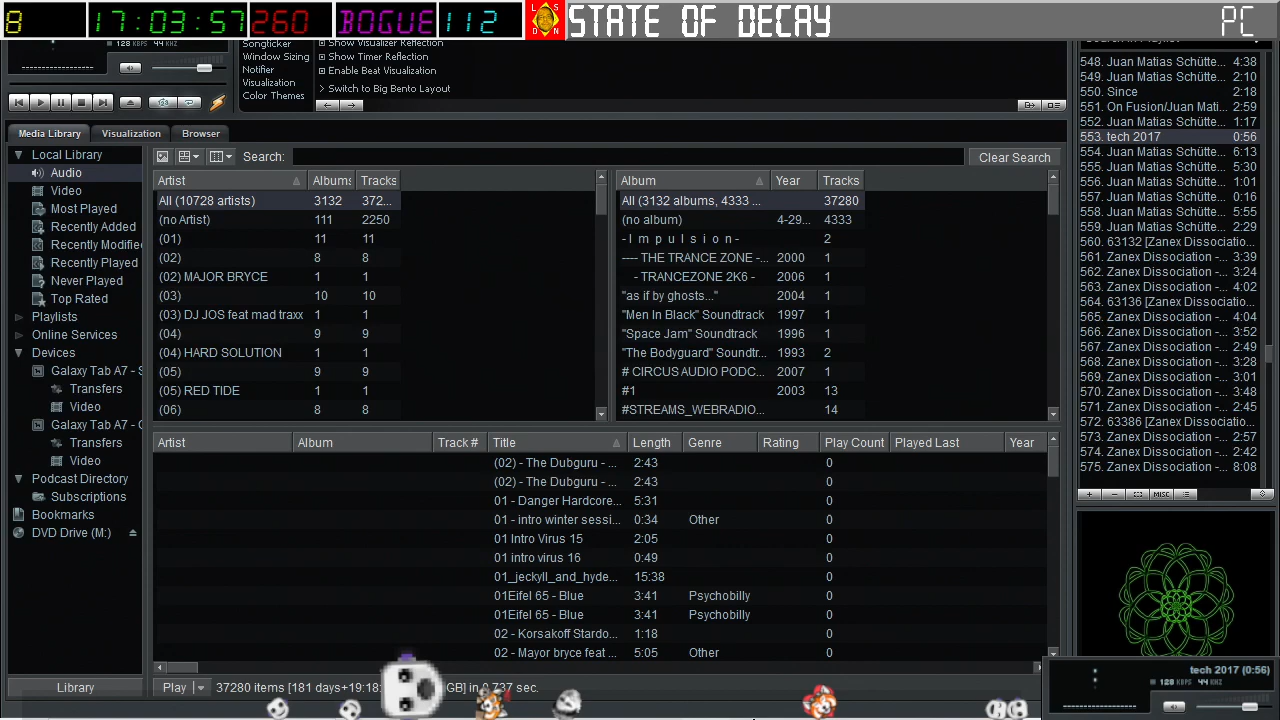 8 17:03:57 260 BOGUE 112 LSDN STATE OF DECAY PC
128 KBPS 44 KHZ
Songticker
Window Sizing
Notifier
Visualization
Color Themes
Show Visualizer Reflection
Show Timer Reflection
Enable Beat Visualization
> Switch to Big Bento Layout
Media Library Visualization Browser
Local Library
Audio
Video
Most Played
Recently Added
Recently Modifie
Recently Played
Never Played
Top Rated
Playlists
Online Services
Devices
Galaxy Tab A7 - S
Transfers
Video
Galaxy Tab A7 - C
Transfers
Video
Podcast Directory
Subscriptions
Bookmarks
DVD Drive (M:)
Library
Search: Clear Search
Artist Albums Tracks
All (10728 artists) 3132 372...
(no Artist) 111 2250
(01) 11 11
(02) 8 8
(02) MAJOR BRYCE 1 1
(03) 10 10
(03) DJ JOS feat mad traxx 1 1
(04) 9 9
(04) HARD SOLUTION 1 1
(05) 9 9
(05) RED TIDE 1 1
(06) 8 8
Album Year Tracks
All (3132 albums, 4333 ... 37280
(no album) 4-29... 4333
- I m p u l s i o n - 2
---- THE TRANCE ZONE -... 2000 1
- TRANCEZONE 2K6 - 2006 1
"as if by ghosts..." 2004 1
"Men In Black" Soundtrack 1997 1
"Space Jam" Soundtrack 1996 1
"The Bodyguard" Soundtr... 1993 2
# CIRCUS AUDIO PODC... 2007 1
#1 2003 13
#STREAMS_WEBRADIO... 14
Artist Album Track # Title Length Genre Rating Play Count Played Last Year
(02) - The Dubguru - ... 2:43 0
(02) - The Dubguru - ... 2:43 0
01 - Danger Hardcore... 5:31 0
01 - intro winter sessi... 0:34 Other 0
01 Intro Virus 15 2:05 0
01 intro virus 16 0:49 0
01_jeckyll_and_hyde... 15:38 0
01Eifel 65 - Blue 3:41 Psychobilly 0
01Eifel 65 - Blue 3:41 Psychobilly 0
02 - Korsakoff Stardo... 1:18 0
02 - Mayor bryce feat ... 5:05 Other 0
Play 37280 items [181 days+19:18: GB] in sec.
548. Juan Matias Schütte... 4:38
549. Juan Matias Schütte... 2:10
550. Since 2:18
551. On Fusion/Juan Mati... 2:59
552. Juan Matias Schütte... 1:17
553. tech 2017 0:56
554. Juan Matias Schütte... 6:13
555. Juan Matias Schütte... 5:30
556. Juan Matias Schütte... 1:01
557. Juan Matias Schütte... 0:16
558. Juan Matias Schütte... 5:55
559. Juan Matias Schütte... 2:29
560. 63132 [Zanex Dissociatio...
561. Zanex Dissociation -... 3:39
562. Zanex Dissociation -... 3:24
563. Zanex Dissociation -... 4:02
564. 63136 [Zanex Dissociatio...
565. Zanex Dissociation -... 4:04
566. Zanex Dissociation -... 3:52
567. Zanex Dissociation -... 2:49
568. Zanex Dissociation -... 3:28
569. Zanex Dissociation -... 3:01
570. Zanex Dissociation -... 3:48
571. Zanex Dissociation -... 2:45
572. 63386 [Zanex Dissociatio...
573. Zanex Dissociation -... 2:57
574. Zanex Dissociation -... 2:42
575. Zanex Dissociation -... 8:08
MISC
tech 2017 (0:56)
128 KBPS 44 KHZ